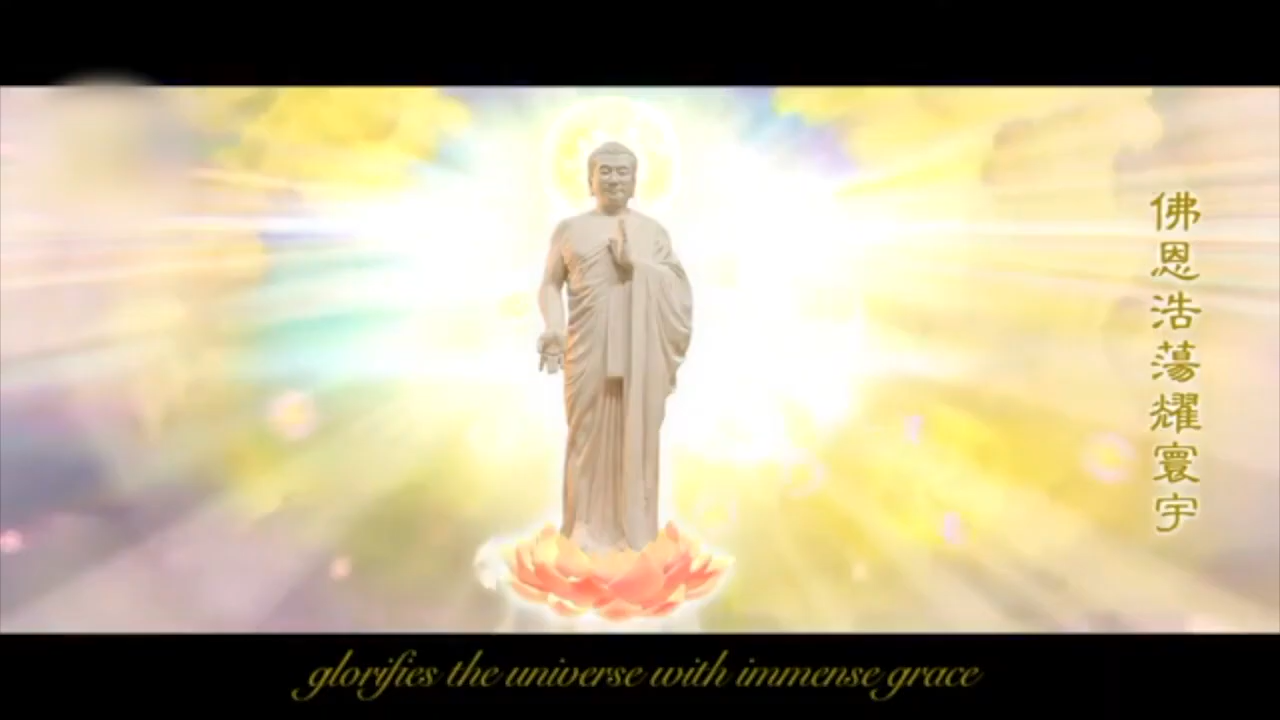 佛恩浩蕩耀寰宇
glorifies the universe with immense grace